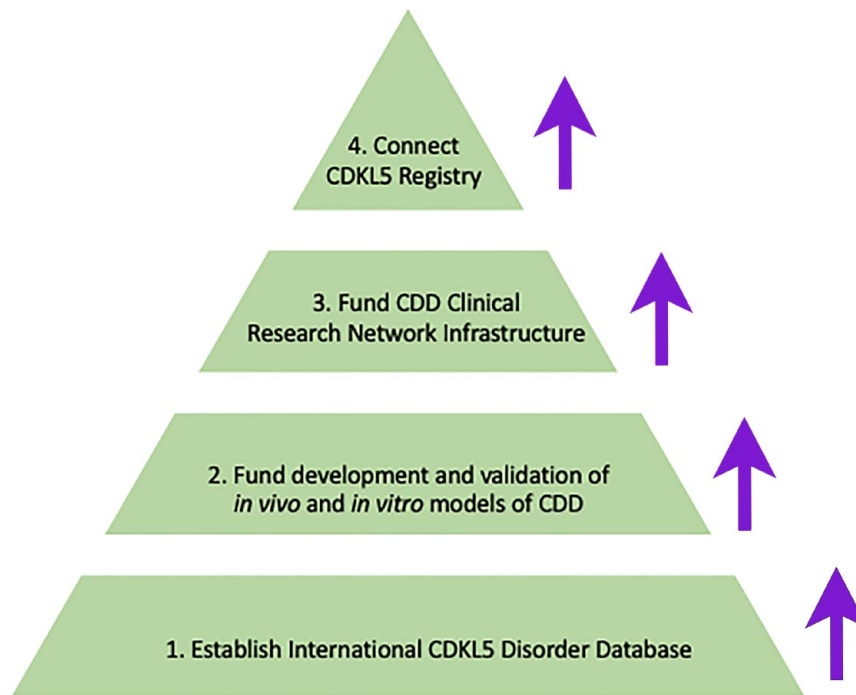 4. Connect
CDKL5 Registry
3. Fund CDD Clinical
Research Network Infrastructure
2. Fund development and validation of
in vivo and in vitro models of CDD
1. Establish International CDKL5 Disorder Database